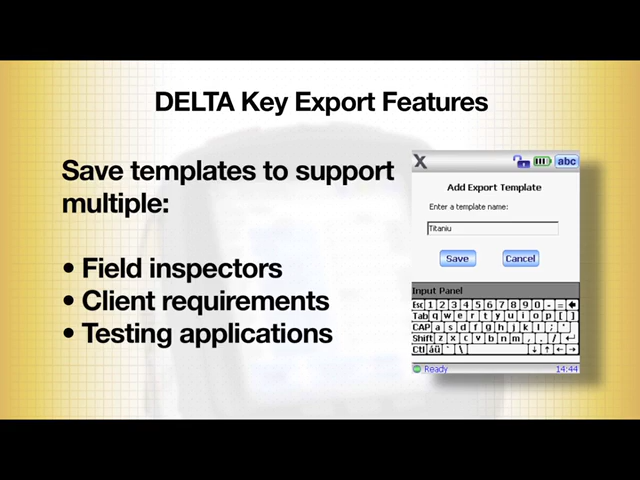 DELTA Key Export Features
Save templates to support
multiple:
• Field inspectors
• Client requirements
• Testing applications
X abc
Add Export Template
Enter a template name:
Titaniu
Save Cancel
Input Panel
Esc 1 2 3 4 5 6 7 8 9 0 - =
Tab q w e r t y u i o p [ ]
CAP a s d f g h j k l ; '
Shift z x c v b n m , . /
Ctl áü ` \
Ready 14:44